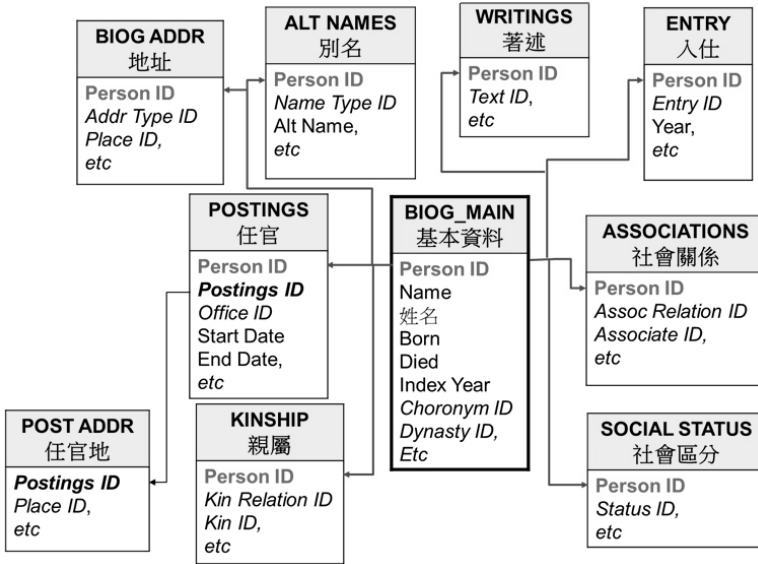 BIOG ADDR
地址
Person ID
Addr Type ID
Place ID,
etc
ALT NAMES
別名
Person ID
Name Type ID
Alt Name,
etc
WRITINGS
著述
Person ID
Text ID,
etc
ENTRY
入仕
Person ID
Entry ID
Year,
etc
POSTINGS
任官
Person ID
Postings ID
Office ID
Start Date
End Date,
etc
BIOG_MAIN
基本資料
Person ID
Name
姓名
Born
Died
Index Year
Choronym ID
Dynasty ID,
Etc
ASSOCIATIONS
社會關係
Person ID
Assoc Relation ID
Associate ID,
etc
POST ADDR
任官地
Postings ID
Place ID,
etc
KINSHIP
親屬
Person ID
Kin Relation ID
Kin ID,
etc
SOCIAL STATUS
社會區分
Person ID
Status ID,
etc